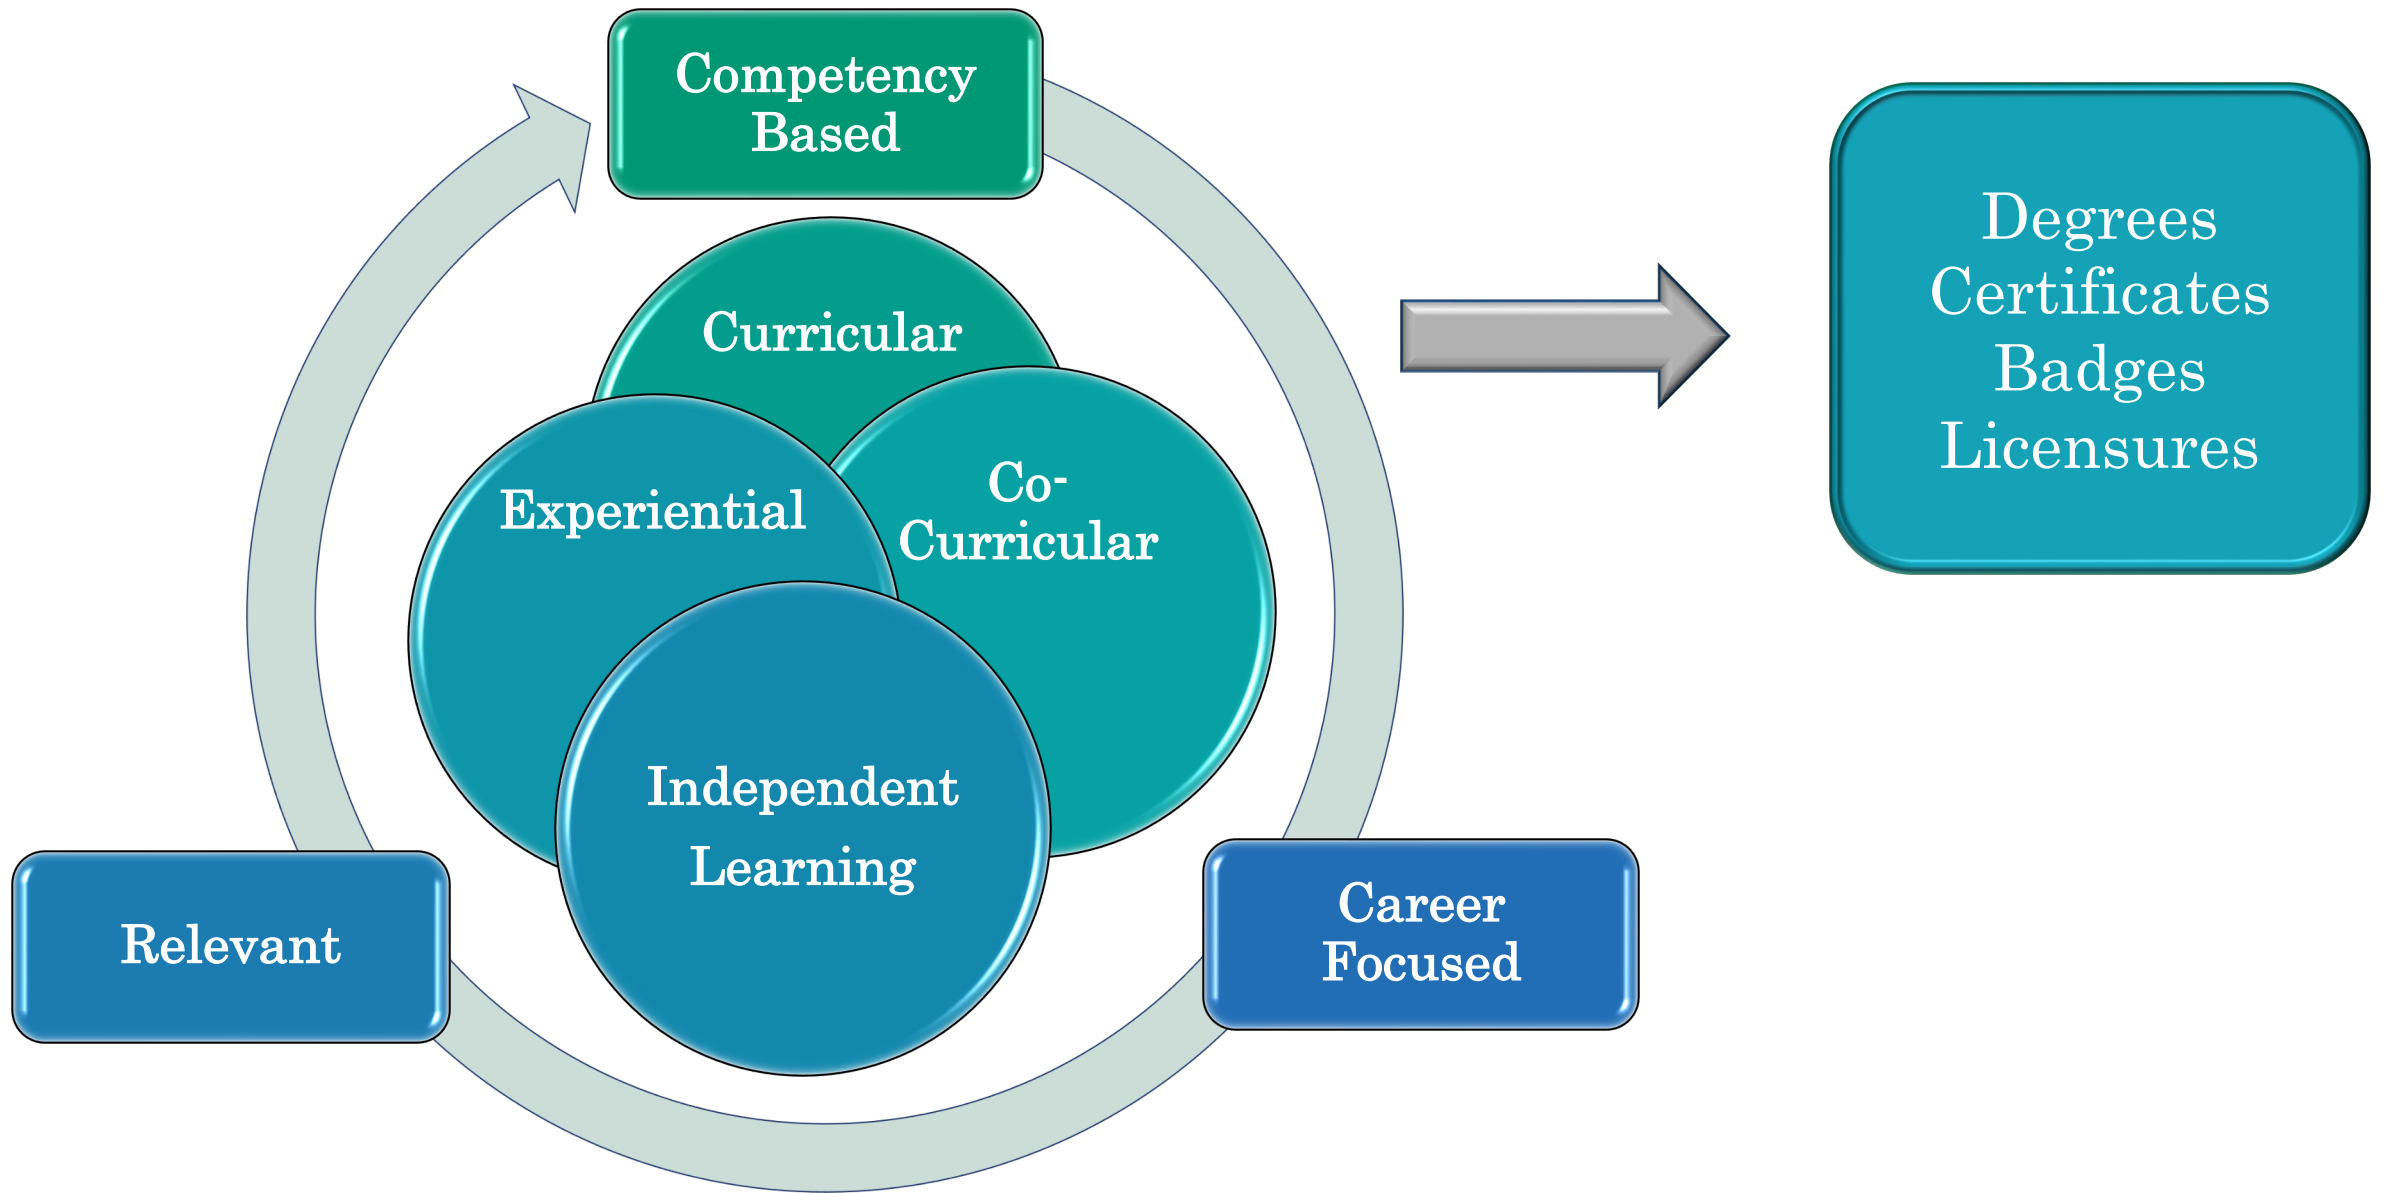 Competency
Based
Curricular
Co-
Curricular
Experiential
Independent
Learning
Relevant
Career
Focused
Degrees
Certificates
Badges
Licensures